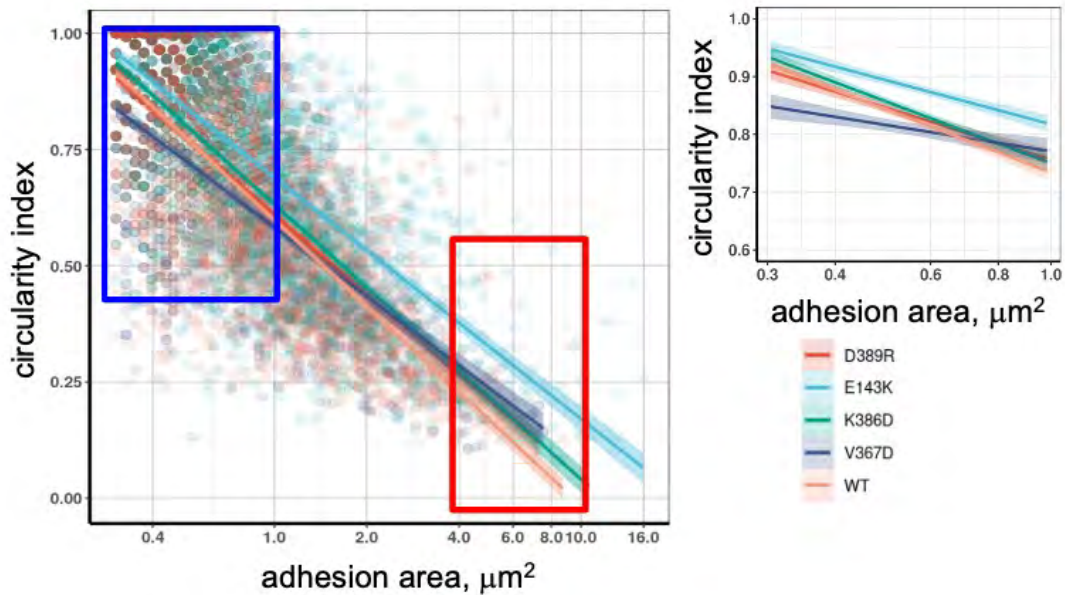 1.00
0.75
0.50
0.25
0.00
circularity index
0.4 1.0 2.0 4.0 6.0 8.0 10.0 16.0
adhesion area, μm²
1.0
0.9
0.8
0.7
0.6
circularity index
0.3 0.4 0.6 0.8 1.0
adhesion area, μm²
D389R
E143K
K386D
V367D
WT